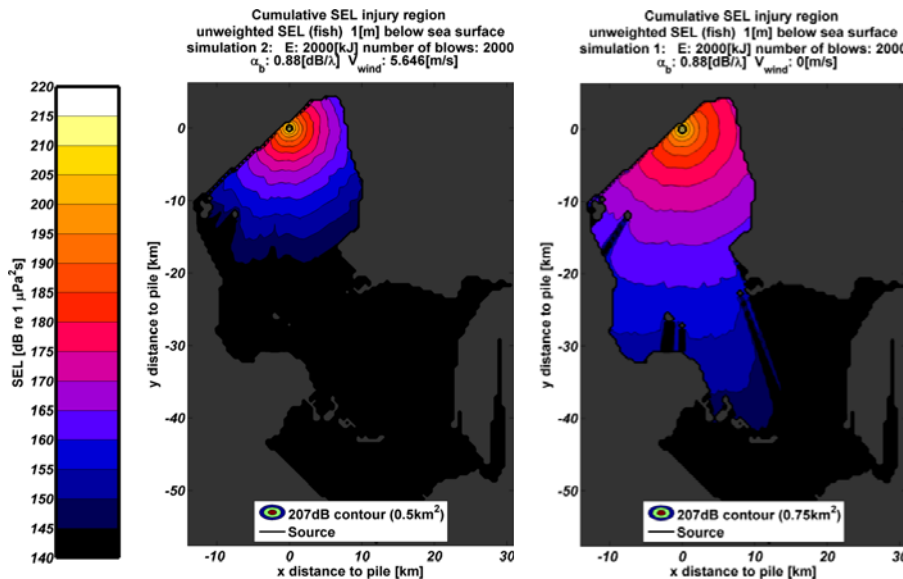 Cumulative SEL injury region
unweighted SEL (fish) 1[m] below sea surface
simulation 2: E: 2000[kJ] number of blows: 2000
α_b: 0.88[dB/λ] V_wind: 5.646[m/s]
Cumulative SEL injury region
unweighted SEL (fish) 1[m] below sea surface
simulation 1: E: 2000[kJ] number of blows: 2000
α_b: 0.88[dB/λ] V_wind: 0[m/s]
SEL [dB re 1 μPa²s]
220
215
210
205
200
195
190
185
180
175
170
165
160
155
150
145
140
y distance to pile [km]
0
-10
-20
-30
-40
-50
207dB contour (0.5km²)
Source
-10 0 10 20 30
x distance to pile [km]
y distance to pile [km]
0
-10
-20
-30
-40
-50
207dB contour (0.75km²)
Source
-10 0 10 20 30
x distance to pile [km]